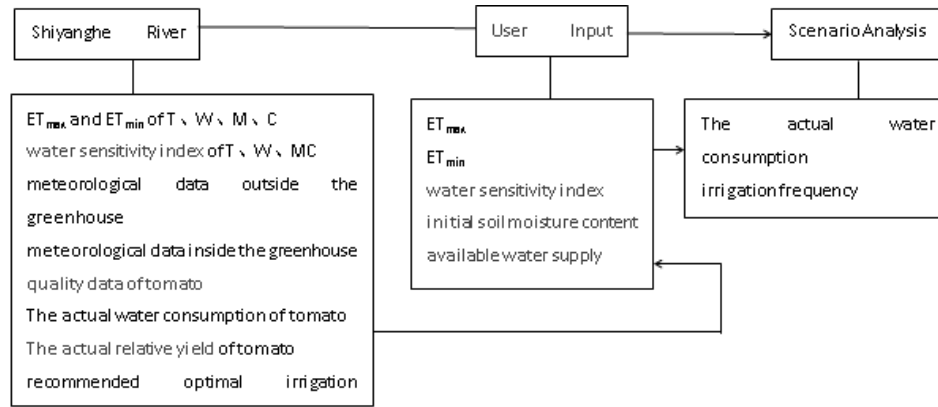 Shiyanghe River
User Input
Scenario Analysis
ETmax and ETmin of T、W、M、C
water sensitivity index of T、W、MC
meteorological data outside the
greenhouse
meteorological data inside the greenhouse
quality data of tomato
The actual water consumption of tomato
The actual relative yield of tomato
recommended optimal irrigation
ETmax
ETmin
water sensitivity index
initial soil moisture content
available water supply
The actual water
consumption
irrigation frequency